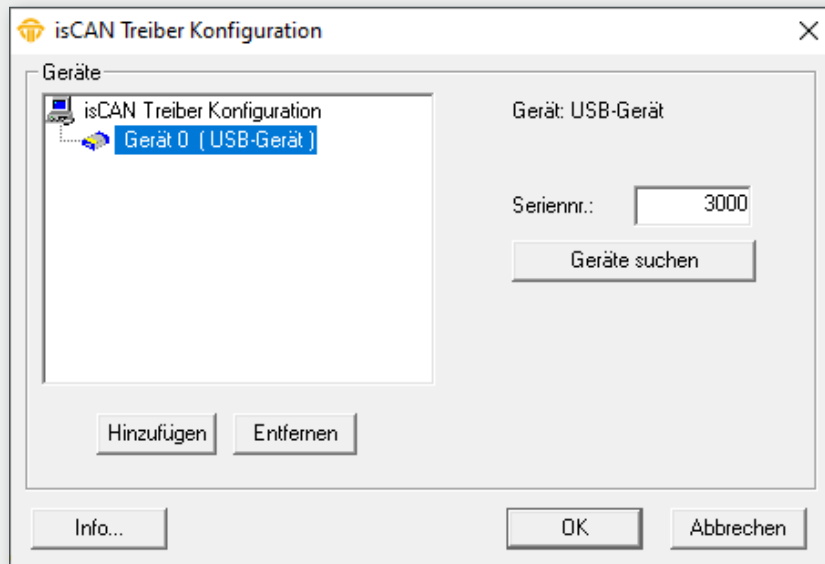 isCAN Treiber Konfiguration
Geräte
isCAN Treiber Konfiguration
Gerät 0 ( USB-Gerät )
Gerät: USB-Gerät
Seriennr.: 3000
Geräte suchen
Hinzufügen Entfernen
Info... OK Abbrechen